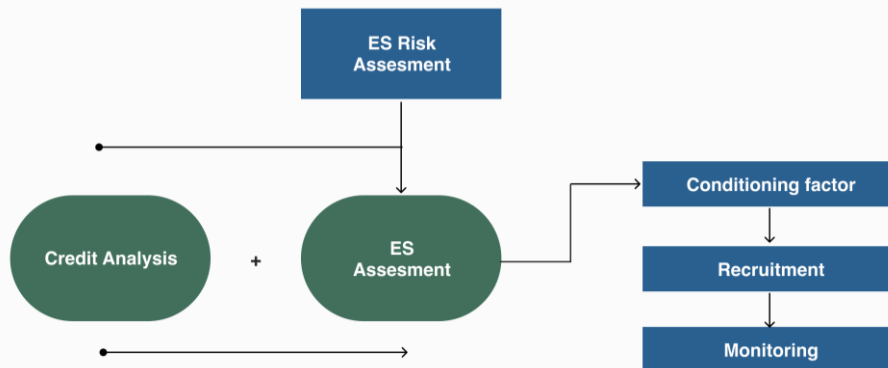 ES Risk
Assesment
Credit Analysis
+
ES
Assesment
Conditioning factor
Recruitment
Monitoring